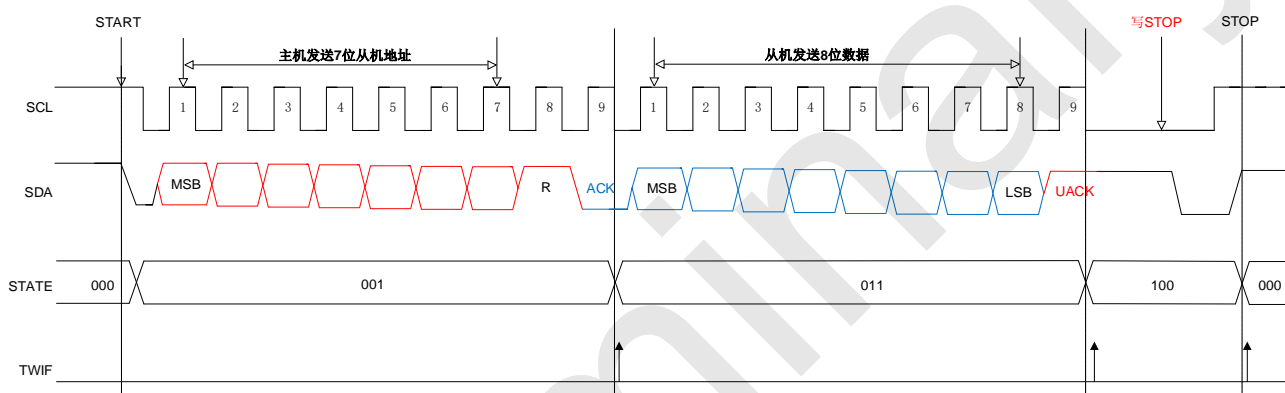 START 写STOP STOP
主机发送7位从机地址 从机发送8位数据
SCL 1 2 3 4 5 6 7 8 9 1 2 3 4 5 6 7 8 9
SDA MSB R ACK MSB LSB UACK
STATE 000 001 011 100 000
TWIF